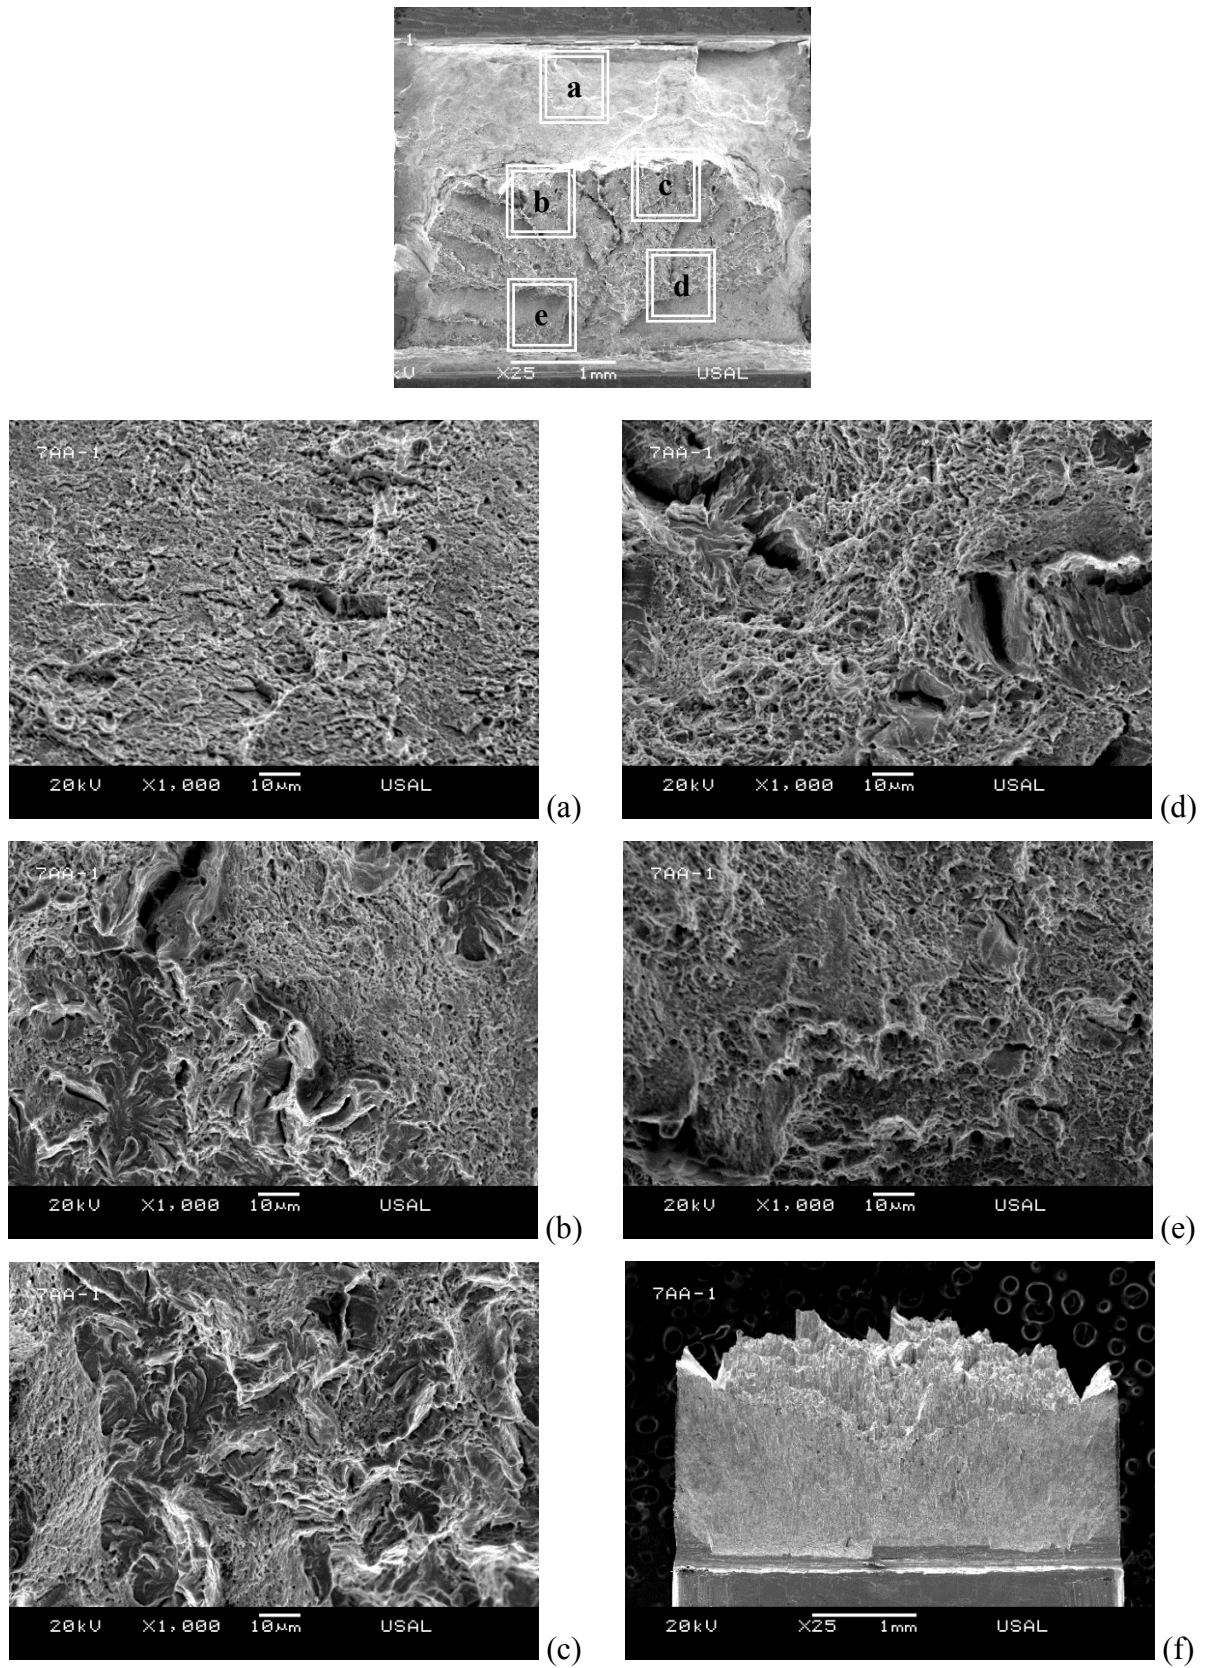 -1
a
b
c
d
e
kV X25 1mm USAL
7AA-1
20kV X1,000 10μm USAL
(a)
7AA-1
20kV X1,000 10μm USAL
(d)
7AA-1
20kV X1,000 10μm USAL
(b)
7AA-1
20kV X1,000 10μm USAL
(e)
7AA-1
20kV X1,000 10μm USAL
(c)
7AA-1
20kV X25 1mm USAL
(f)